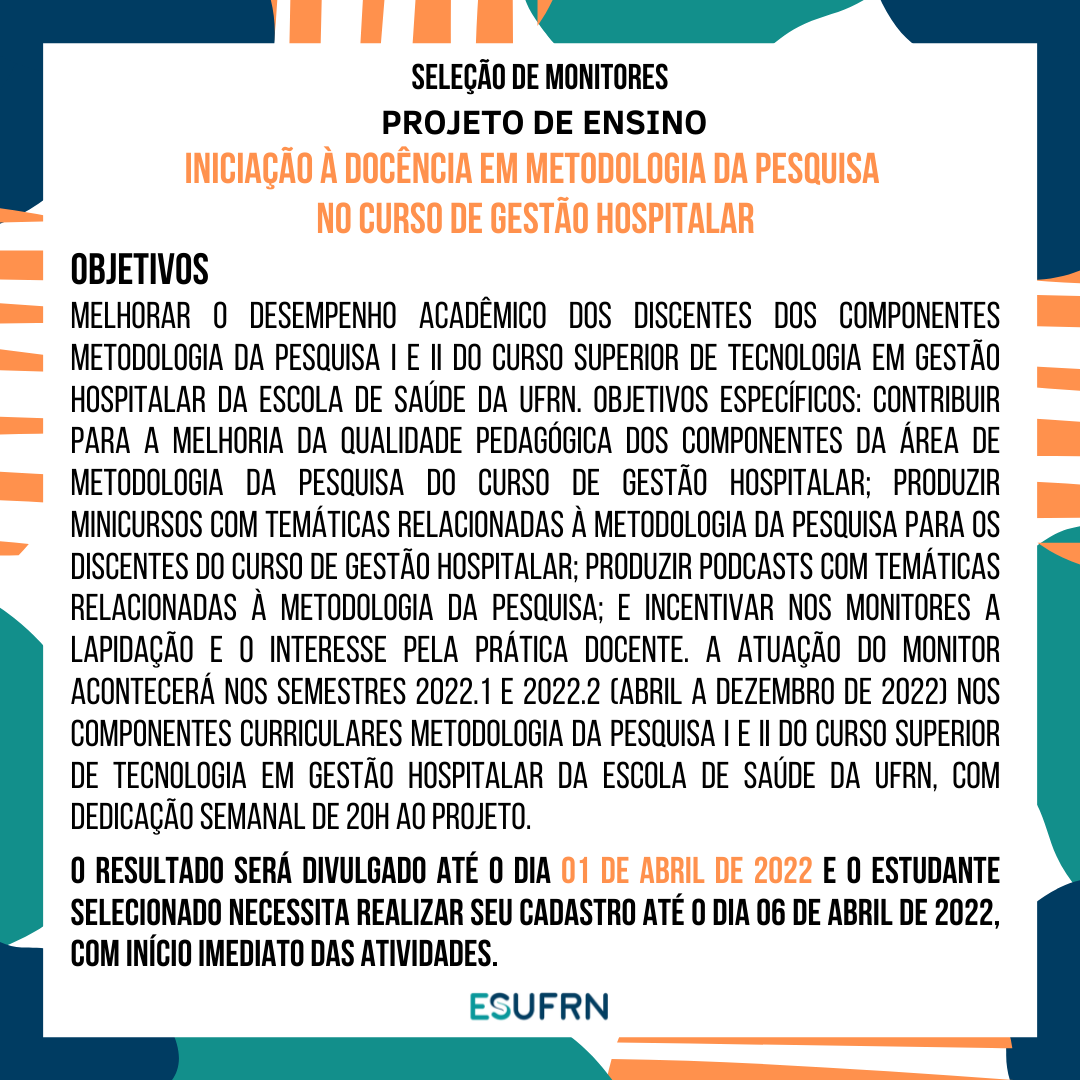 SELEÇÃO DE MONITORES
PROJETO DE ENSINO
INICIAÇÃO À DOCÊNCIA EM METODOLOGIA DA PESQUISA
NO CURSO DE GESTÃO HOSPITALAR
OBJETIVOS
MELHORAR O DESEMPENHO ACADÊMICO DOS DISCENTES DOS COMPONENTES
METODOLOGIA DA PESQUISA I E II DO CURSO SUPERIOR DE TECNOLOGIA EM GESTÃO
HOSPITALAR DA ESCOLA DE SAÚDE DA UFRN. OBJETIVOS ESPECÍFICOS: CONTRIBUIR
PARA A MELHORIA DA QUALIDADE PEDAGÓGICA DOS COMPONENTES DA ÁREA DE
METODOLOGIA DA PESQUISA DO CURSO DE GESTÃO HOSPITALAR; PRODUZIR
MINICURSOS COM TEMÁTICAS RELACIONADAS À METODOLOGIA DA PESQUISA PARA OS
DISCENTES DO CURSO DE GESTÃO HOSPITALAR; PRODUZIR PODCASTS COM TEMÁTICAS
RELACIONADAS À METODOLOGIA DA PESQUISA; E INCENTIVAR NOS MONITORES A
LAPIDAÇÃO E O INTERESSE PELA PRÁTICA DOCENTE. A ATUAÇÃO DO MONITOR
ACONTECERÁ NOS SEMESTRES 2022.1 E 2022.2 (ABRIL A DEZEMBRO DE 2022) NOS
COMPONENTES CURRICULARES METODOLOGIA DA PESQUISA I E II DO CURSO SUPERIOR
DE TECNOLOGIA EM GESTÃO HOSPITALAR DA ESCOLA DE SAÚDE DA UFRN, COM
DEDICAÇÃO SEMANAL DE 20H AO PROJETO.
O RESULTADO SERÁ DIVULGADO ATÉ O DIA 01 DE ABRIL DE 2022 E O ESTUDANTE
SELECIONADO NECESSITA REALIZAR SEU CADASTRO ATÉ O DIA 06 DE ABRIL DE 2022,
COM INÍCIO IMEDIATO DAS ATIVIDADES.
ESUFRN